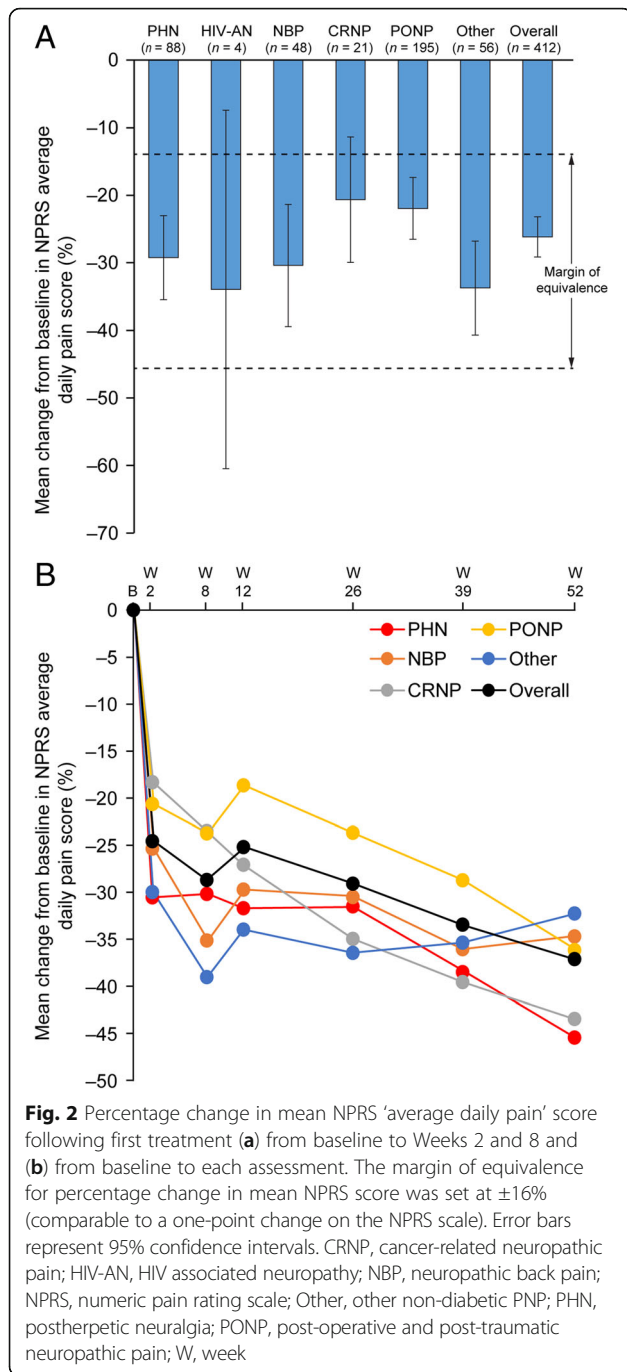 A
PHN HIV-AN NBP CRNP PONP Other Overall
(n = 88) (n = 4) (n = 48) (n = 21) (n = 195) (n = 56) (n = 412)
0
–10
–20
–30
–40
–50
–60
–70
Mean change from baseline in NPRS average
daily pain score (%)
Margin of
equivalence
B
W W W W W W
B 2 8 12 26 39 52
0
–5
–10
–15
–20
–25
–30
–35
–40
–45
–50
Mean change from baseline in NPRS average
daily pain score (%)
PHN PONP
NBP Other
CRNP Overall
Fig. 2 Percentage change in mean NPRS ‘average daily pain’ score
following first treatment (a) from baseline to Weeks 2 and 8 and
(b) from baseline to each assessment. The margin of equivalence
for percentage change in mean NPRS score was set at ±16%
(comparable to a one-point change on the NPRS scale). Error bars
represent 95% confidence intervals. CRNP, cancer-related neuropathic
pain; HIV-AN, HIV associated neuropathy; NBP, neuropathic back pain;
NPRS, numeric pain rating scale; Other, other non-diabetic PNP; PHN,
postherpetic neuralgia; PONP, post-operative and post-traumatic
neuropathic pain; W, week